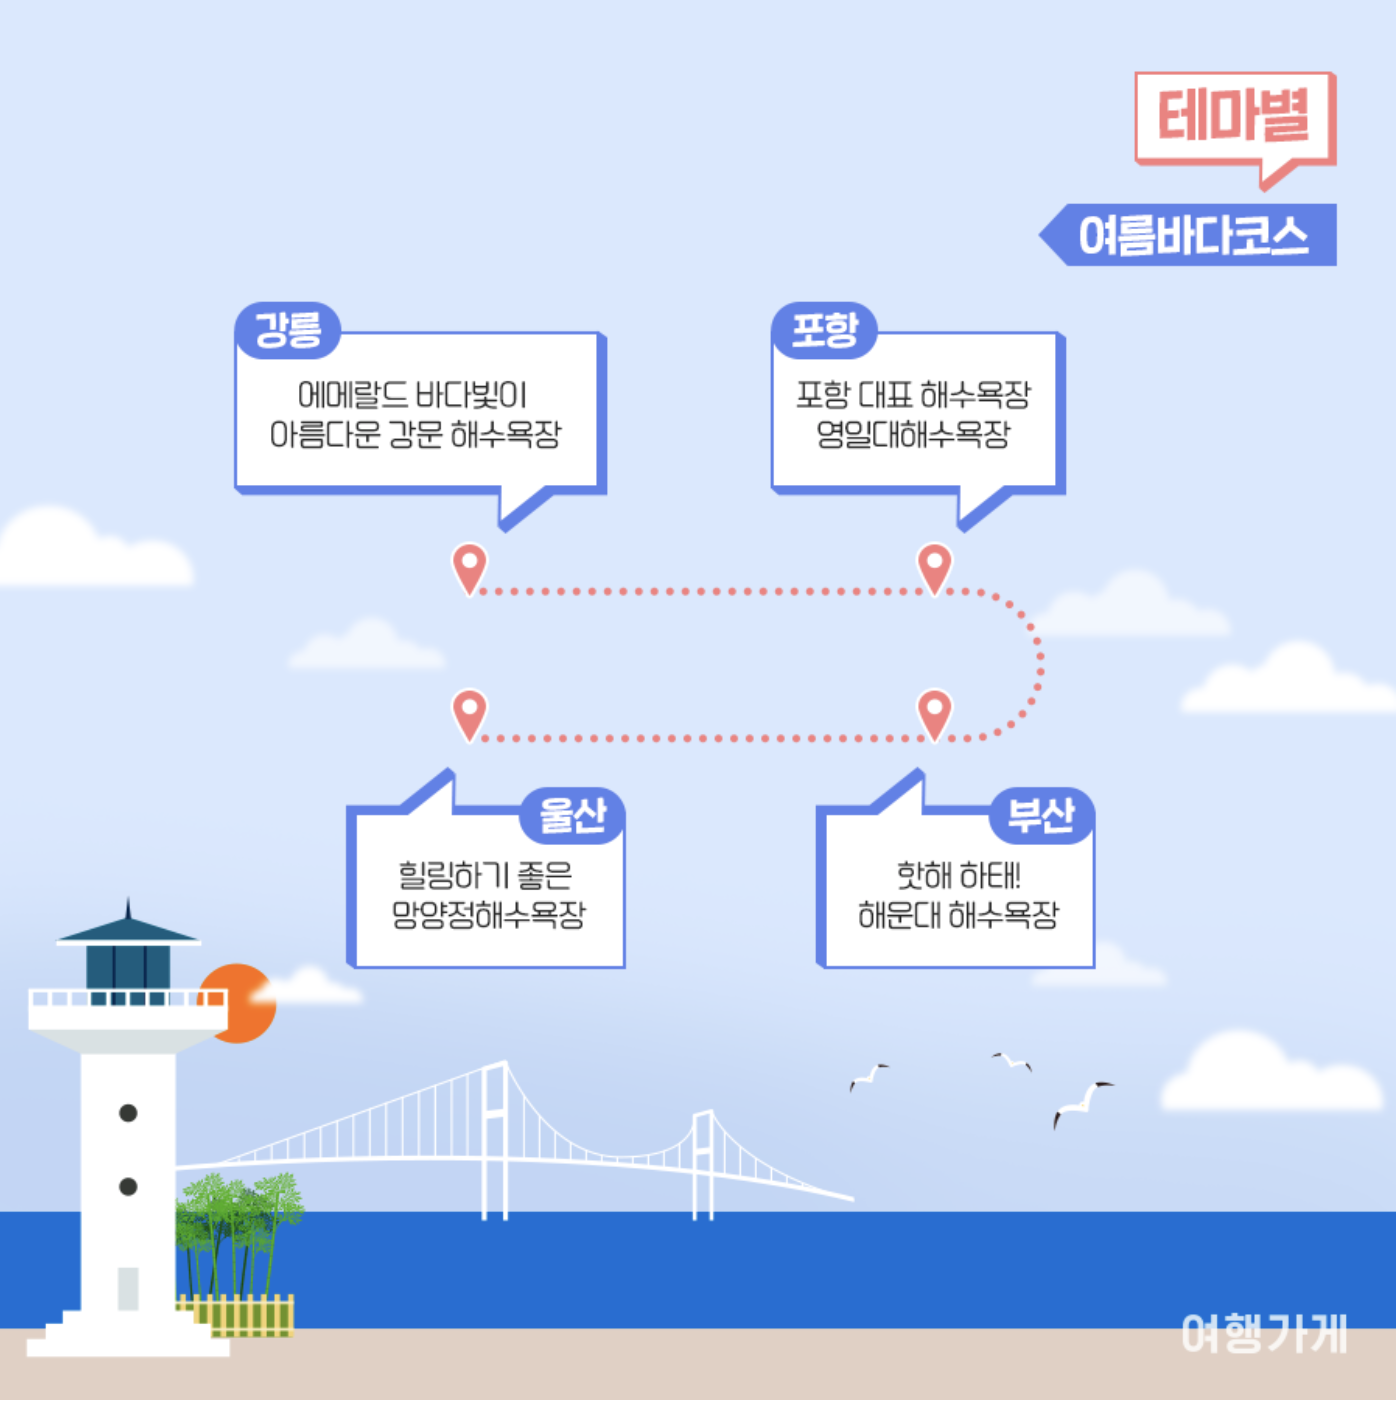 테마별
여름바다코스
강릉
에메랄드 바다빛이
아름다운 강문 해수욕장
포항
포항 대표 해수욕장
영일대해수욕장
울산
힐링하기 좋은
망양정해수욕장
부산
핫해 하태!
해운대 해수욕장
여행가게